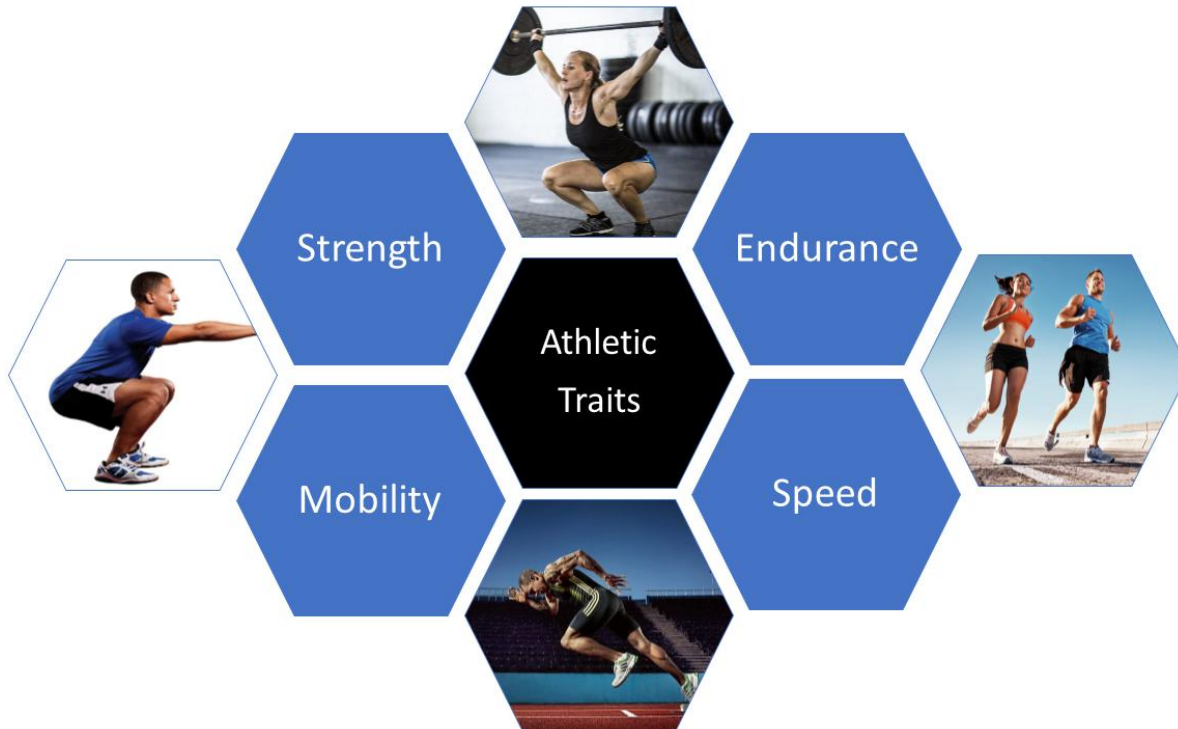 Strength
Endurance
Athletic
Traits
Mobility
Speed